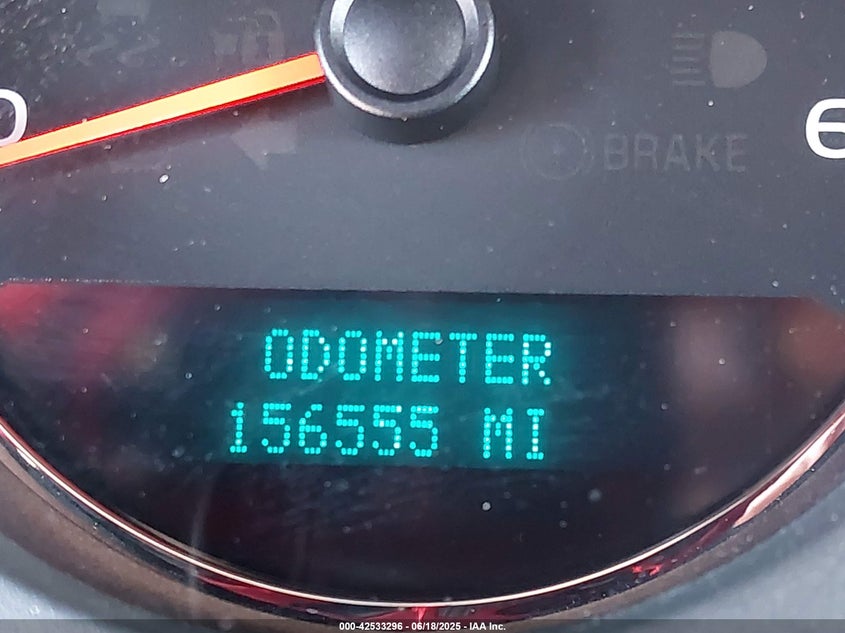 BRAKE
ODOMETER
156555 MI
000-42533296 - 06/18/2025 - IAA Inc.